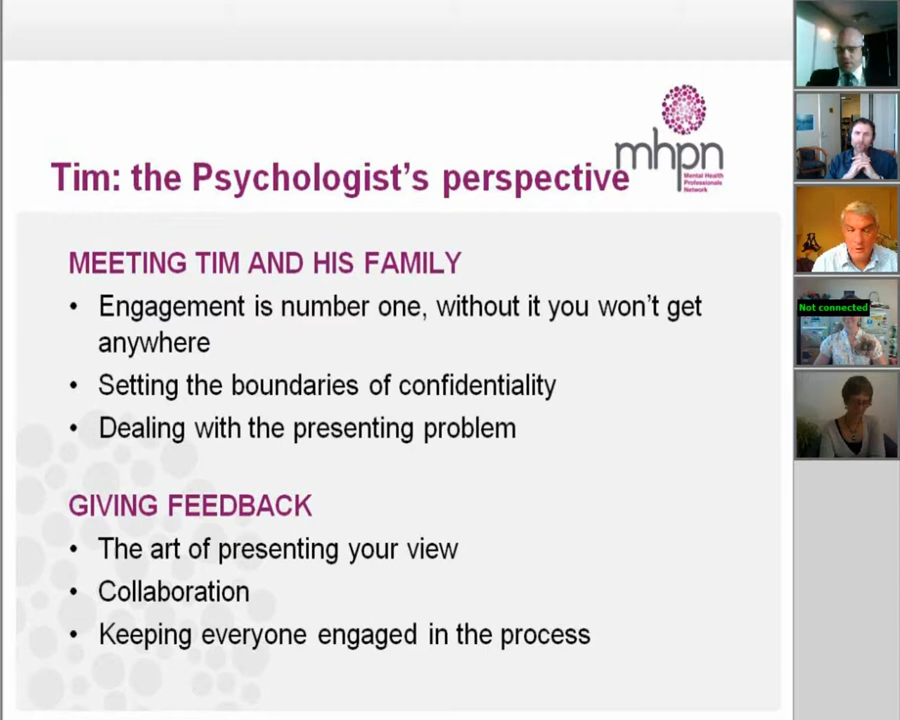 mhpn
Mental Health
Professionals
Network
Tim: the Psychologist’s perspective
MEETING TIM AND HIS FAMILY
• Engagement is number one, without it you won’t get
anywhere
• Setting the boundaries of confidentiality
• Dealing with the presenting problem
GIVING FEEDBACK
• The art of presenting your view
• Collaboration
• Keeping everyone engaged in the process
Not connected